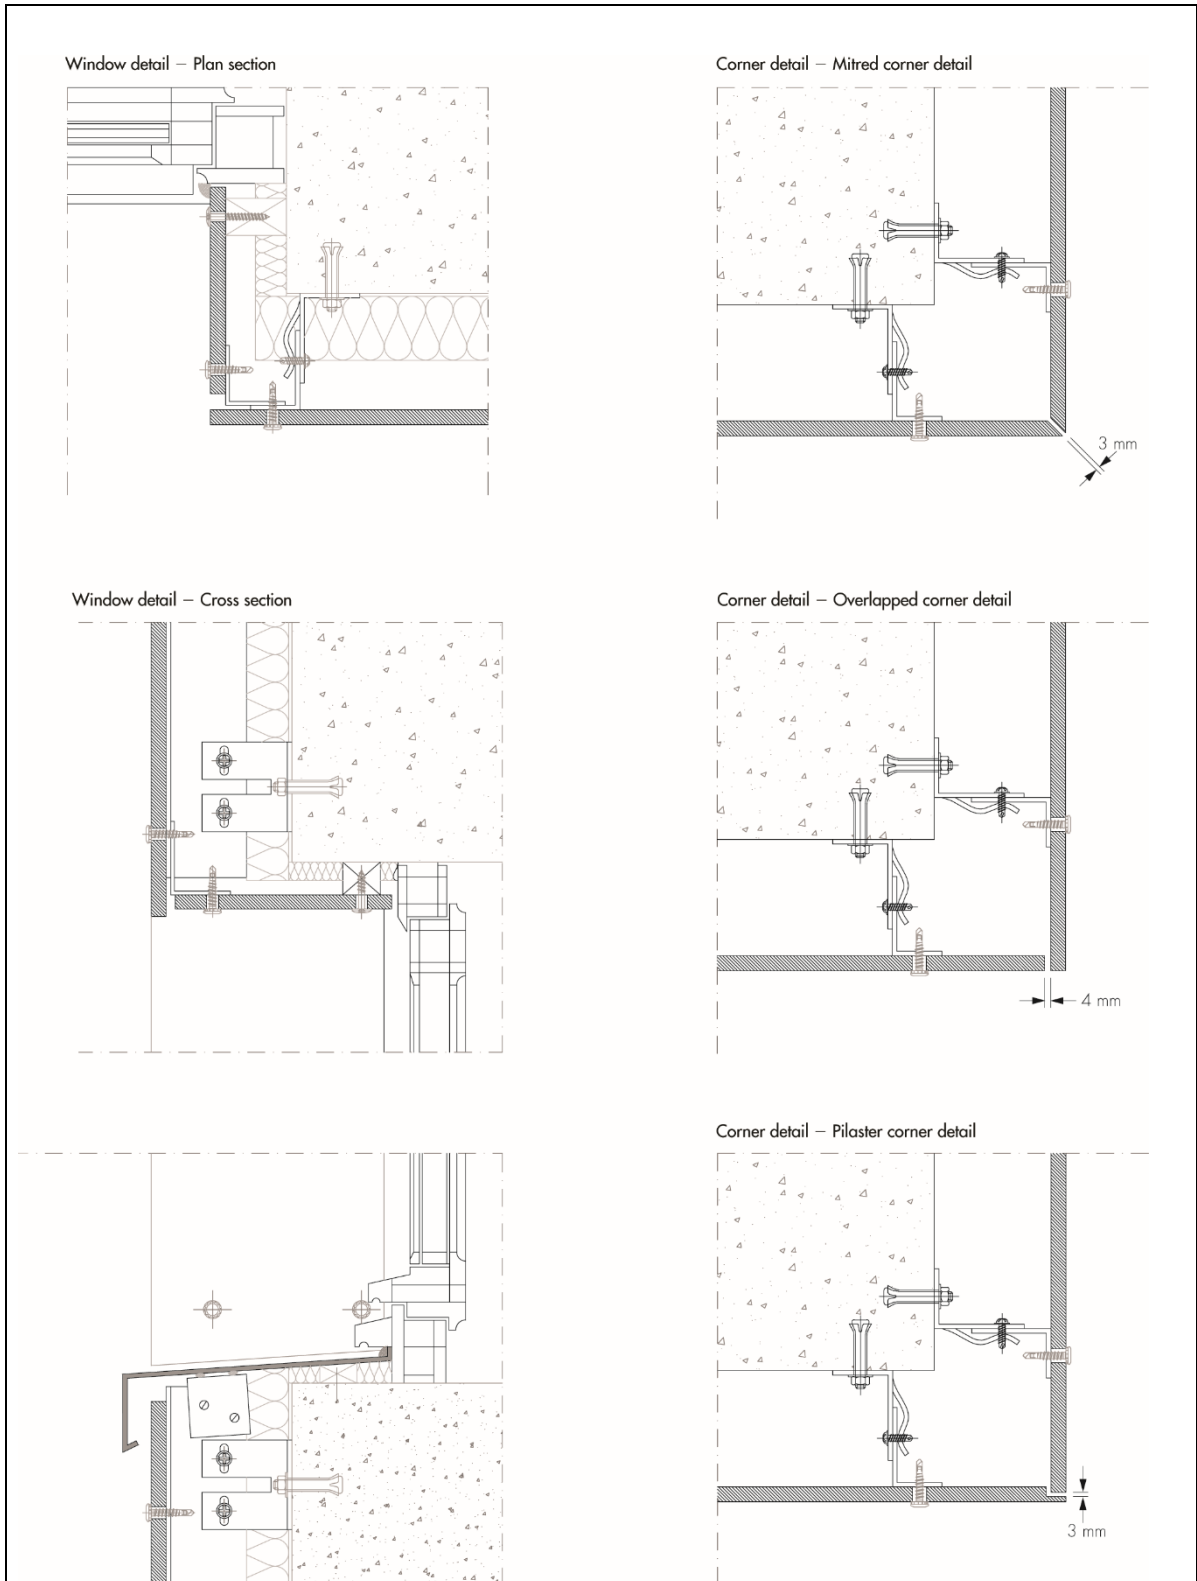 Window detail – Plan section
Corner detail – Mitred corner detail
3 mm
Window detail – Cross section
Corner detail – Overlapped corner detail
4 mm
Corner detail – Pilaster corner detail
3 mm